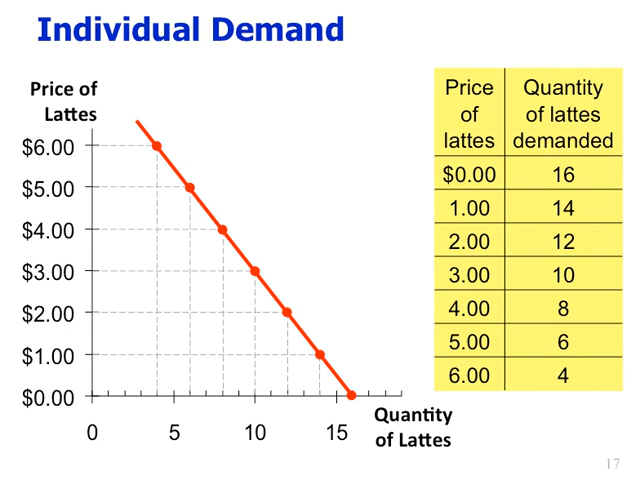 Individual Demand
Price of
Lattes
$6.00
$5.00
$4.00
$3.00
$2.00
$1.00
$0.00
0 5 10 15
Quantity
of Lattes
Price Quantity
of of lattes
lattes demanded
$0.00 16
1.00 14
2.00 12
3.00 10
4.00 8
5.00 6
6.00 4
17